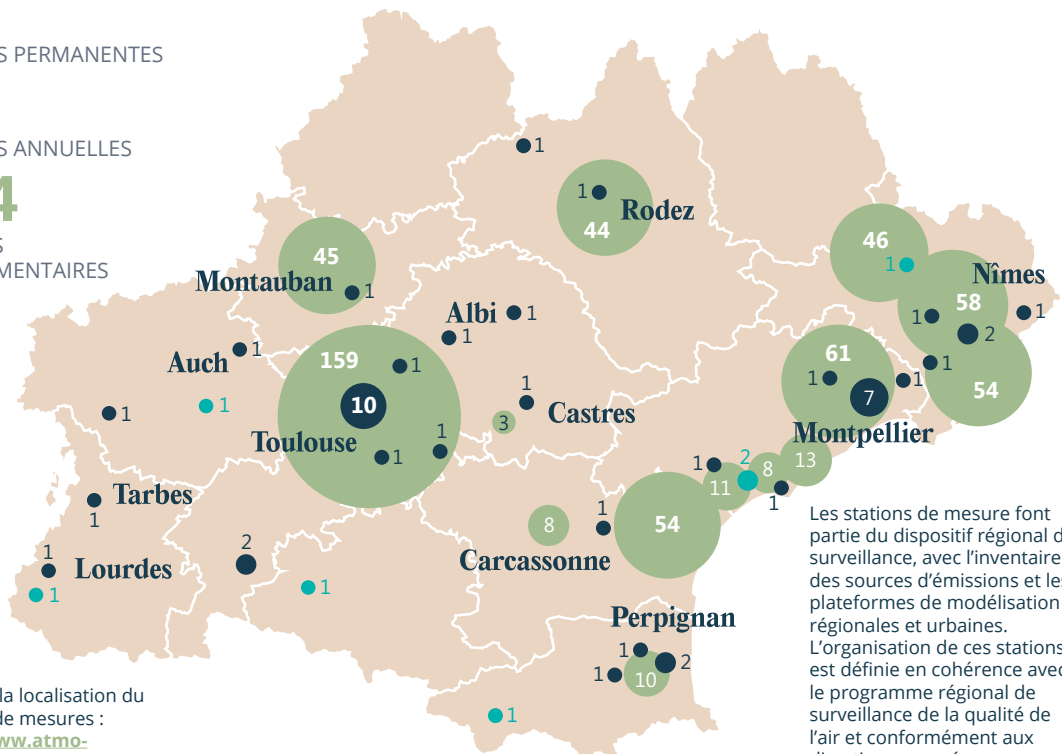 S PERMANENTES
S ANNUELLES
4
S
MENTAIRES
1
1
Rodez
44
45
Montauban
1
46
1
Nîmes
58
1
1
2
Albi
1
1
Auch
1
159
1
10
Toulouse
1
1
61
1
1
7
Montpellier
1
54
1
1
1
3
Castres
Tarbes
1
1
Lourdes
1
2
1
8
1
Carcassonne
54
1
2
11
8
13
1
Perpignan
1
2
1
10
1
Les stations de mesure font
partie du dispositif régional d
surveillance, avec l'inventaire
des sources d'émissions et les
plateformes de modélisation
régionales et urbaines.
L'organisation de ces stations
est définie en cohérence avec
le programme régional de
surveillance de la qualité de
l'air et conformément aux
la localisation du
de mesures :
ww.atmo-